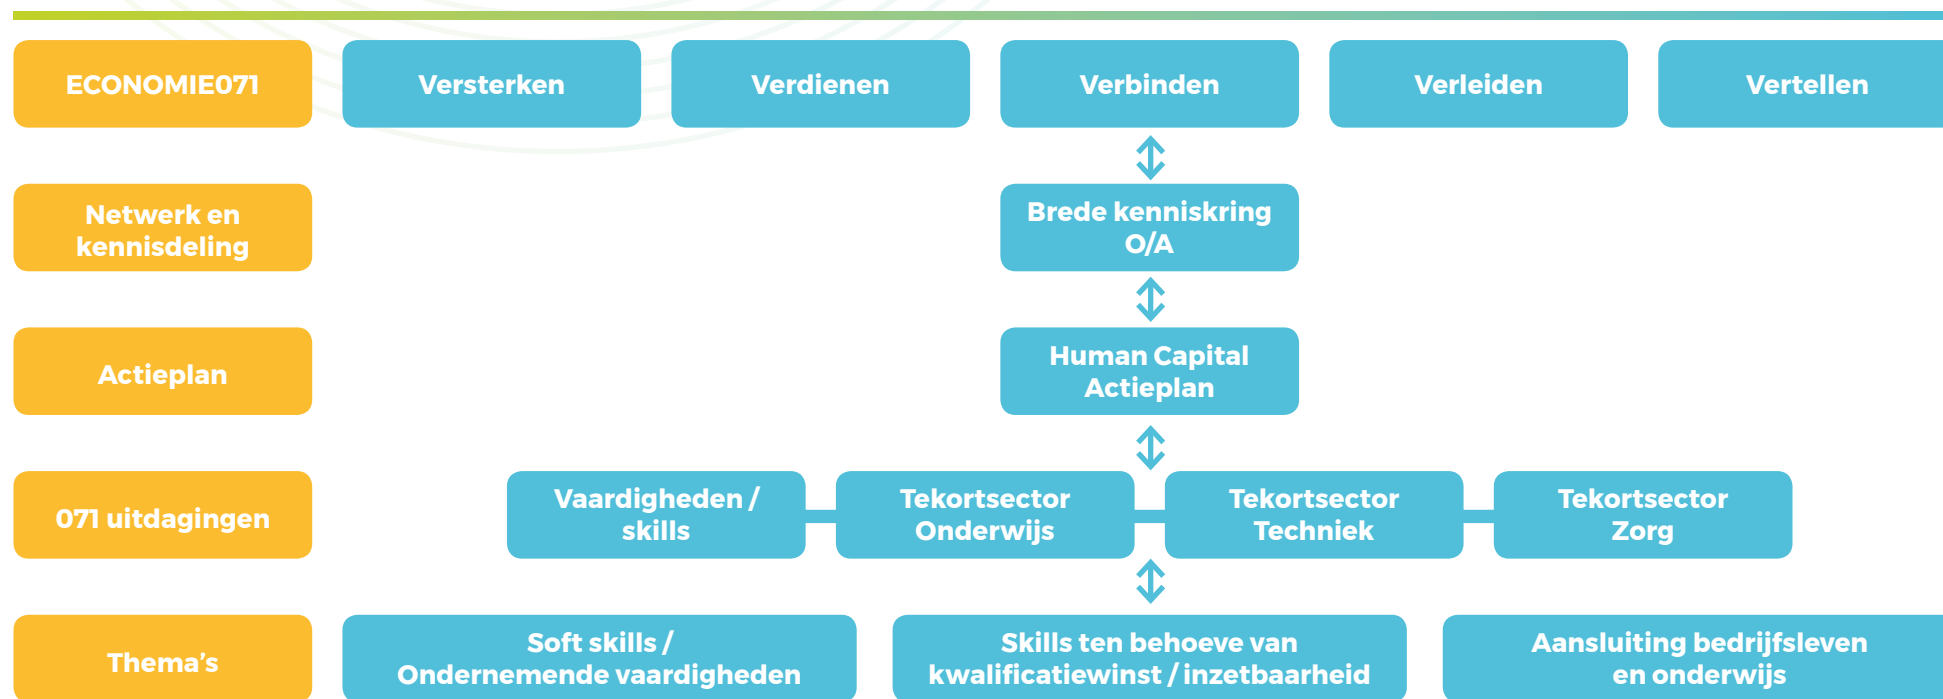 ECONOMIE071
Versterken
Verdienen
Verbinden
Verleiden
Vertellen
Netwerk en
kennisdeling
Brede kenniskring
O/A
Actieplan
Human Capital
Actieplan
071 uitdagingen
Vaardigheden /
skills
Tekortsector
Onderwijs
Tekortsector
Techniek
Tekortsector
Zorg
Thema's
Soft skills /
Ondernemende vaardigheden
Skills ten behoeve van
kwalificatiewinst / inzetbaarheid
Aansluiting bedrijfsleven
en onderwijs